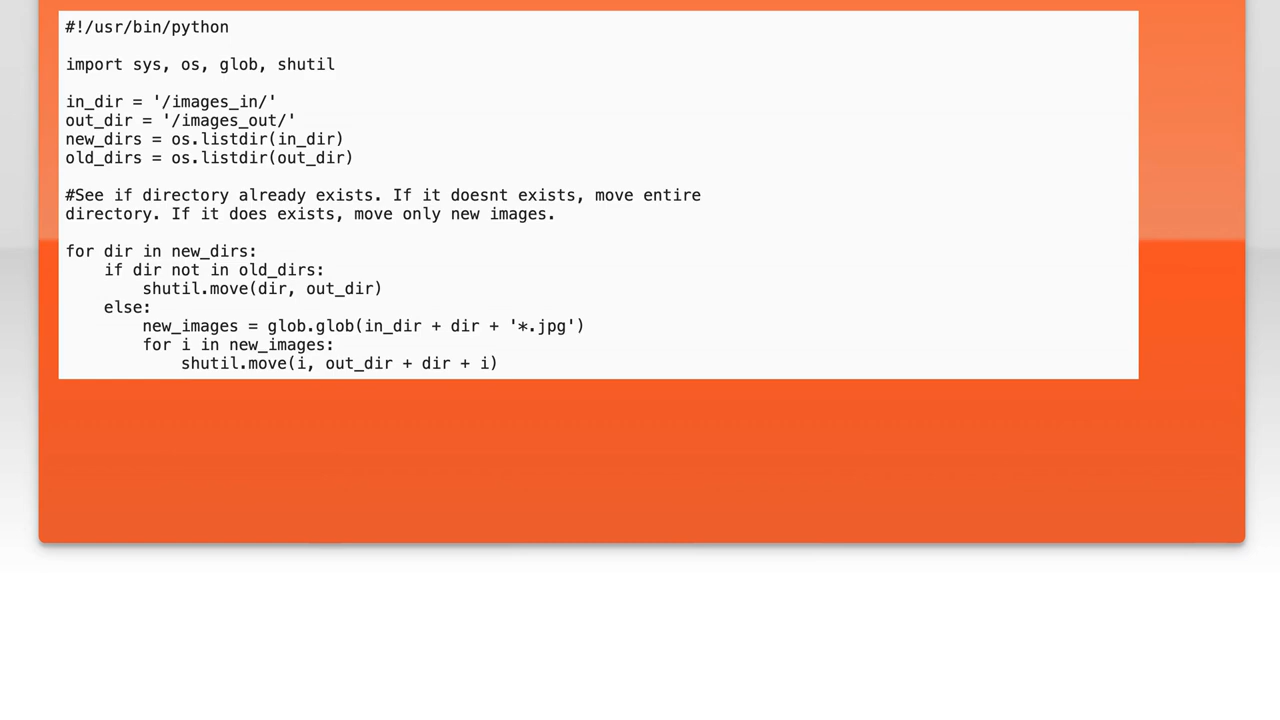 #!/usr/bin/python
import sys, os, glob, shutil
in_dir = '/images_in/'
out_dir = '/images_out/'
new_dirs = os.listdir(in_dir)
old_dirs = os.listdir(out_dir)
#See if directory already exists. If it doesnt exists, move entire
directory. If it does exists, move only new images.
for dir in new_dirs:
    if dir not in old_dirs:
        shutil.move(dir, out_dir)
    else:
        new_images = glob.glob(in_dir + dir + '*.jpg')
        for i in new_images:
            shutil.move(i, out_dir + dir + i)